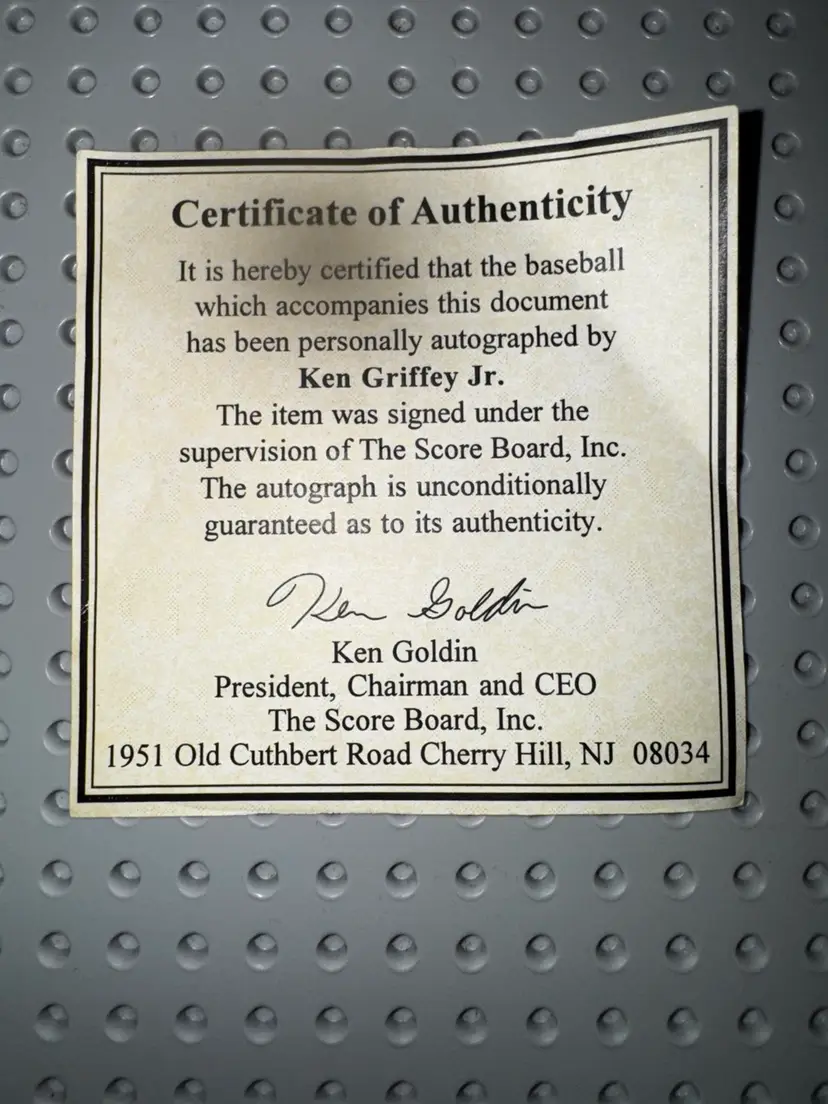 Certificate of Authenticity
It is hereby certified that the baseball
which accompanies this document
has been personally autographed by
Ken Griffey Jr.
The item was signed under the
supervision of The Score Board, Inc.
The autograph is unconditionally
guaranteed as to its authenticity.
Ken Goldin
Ken Goldin
President, Chairman and CEO
The Score Board, Inc.
1951 Old Cuthbert Road Cherry Hill, NJ 08034